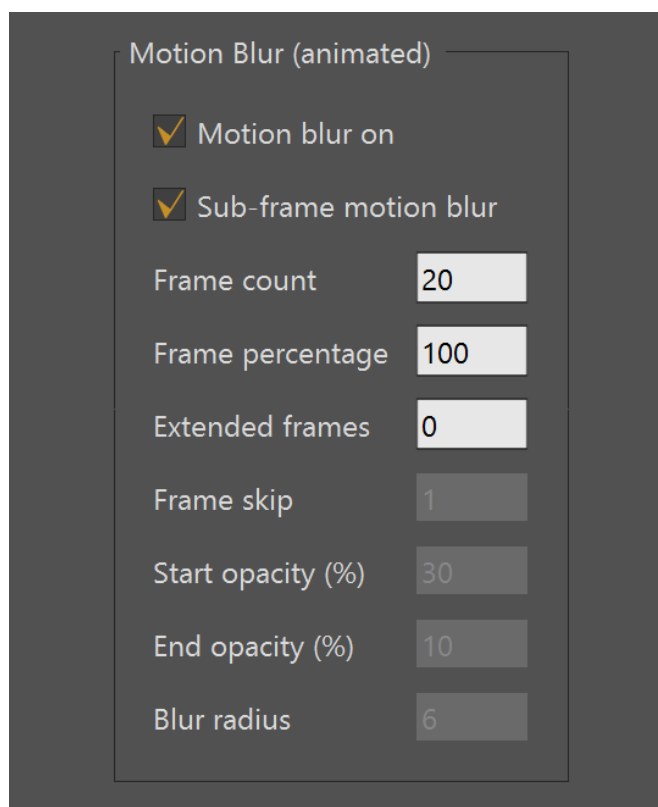 Motion Blur (animated)
Motion blur on
Sub-frame motion blur
Frame count 20
Frame percentage 100
Extended frames 0
Frame skip 1
Start opacity (%) 30
End opacity (%) 10
Blur radius 6